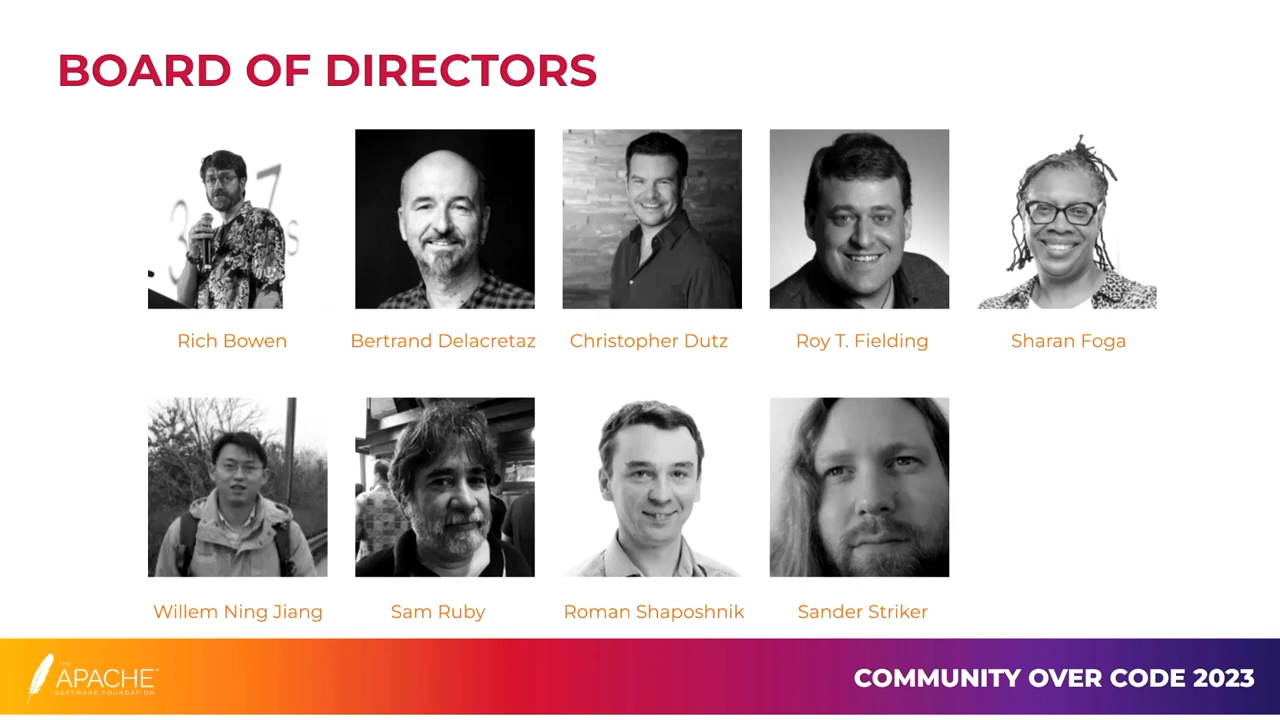 BOARD OF DIRECTORS
Rich Bowen
Bertrand Delacretaz
Christopher Dutz
Roy T. Fielding
Sharan Foga
Willem Ning Jiang
Sam Ruby
Roman Shaposhnik
Sander Striker
THE
APACHE
SOFTWARE FOUNDATION
COMMUNITY OVER CODE 2023